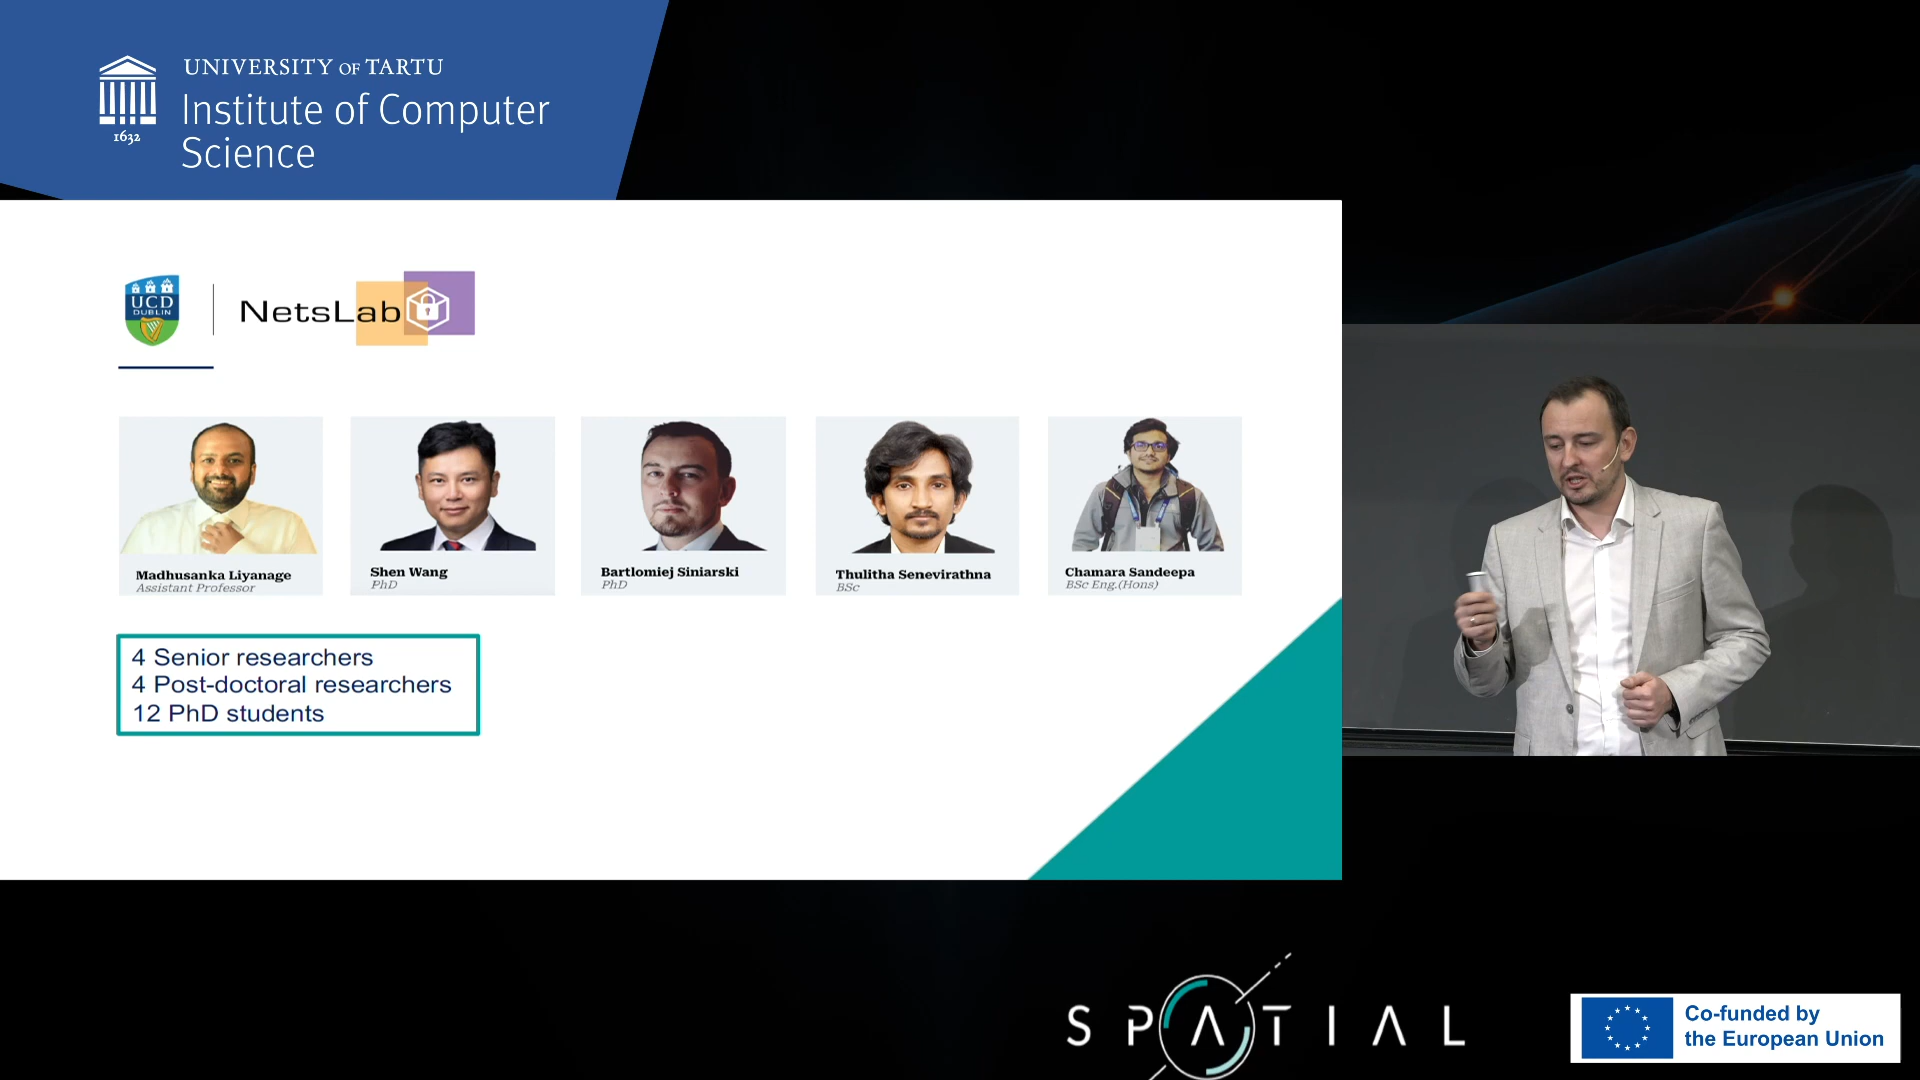 UNIVERSITY OF TARTU
Institute of Computer
Science
1632
UCD
DUBLIN
NetsLab
Madhusanka Liyanage
Assistant Professor
Shen Wang
PhD
Bartlomiej Siniarski
PhD
Thulitha Senevirathna
BSc
Chamara Sandeepa
BSc Eng.(Hons)
4 Senior researchers
4 Post-doctoral researchers
12 PhD students
SPATIAL
Co-funded by
the European Union